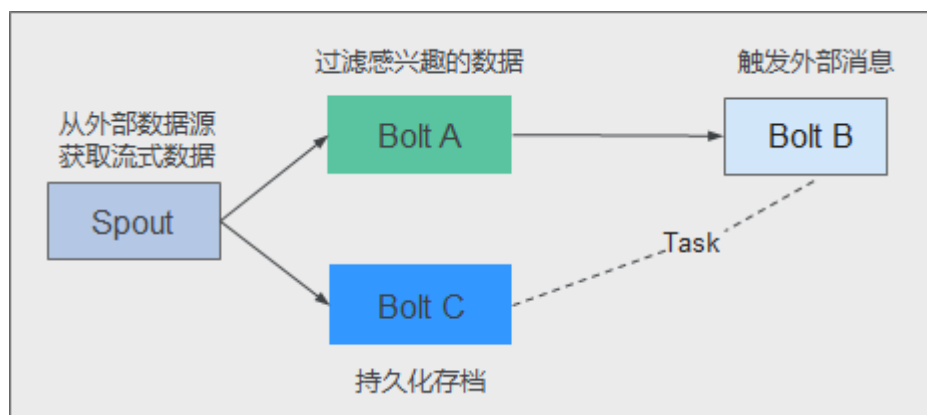 过滤感兴趣的数据
触发外部消息
从外部数据源
获取流式数据
Bolt A
Bolt B
Spout
Task
Bolt C
持久化存档